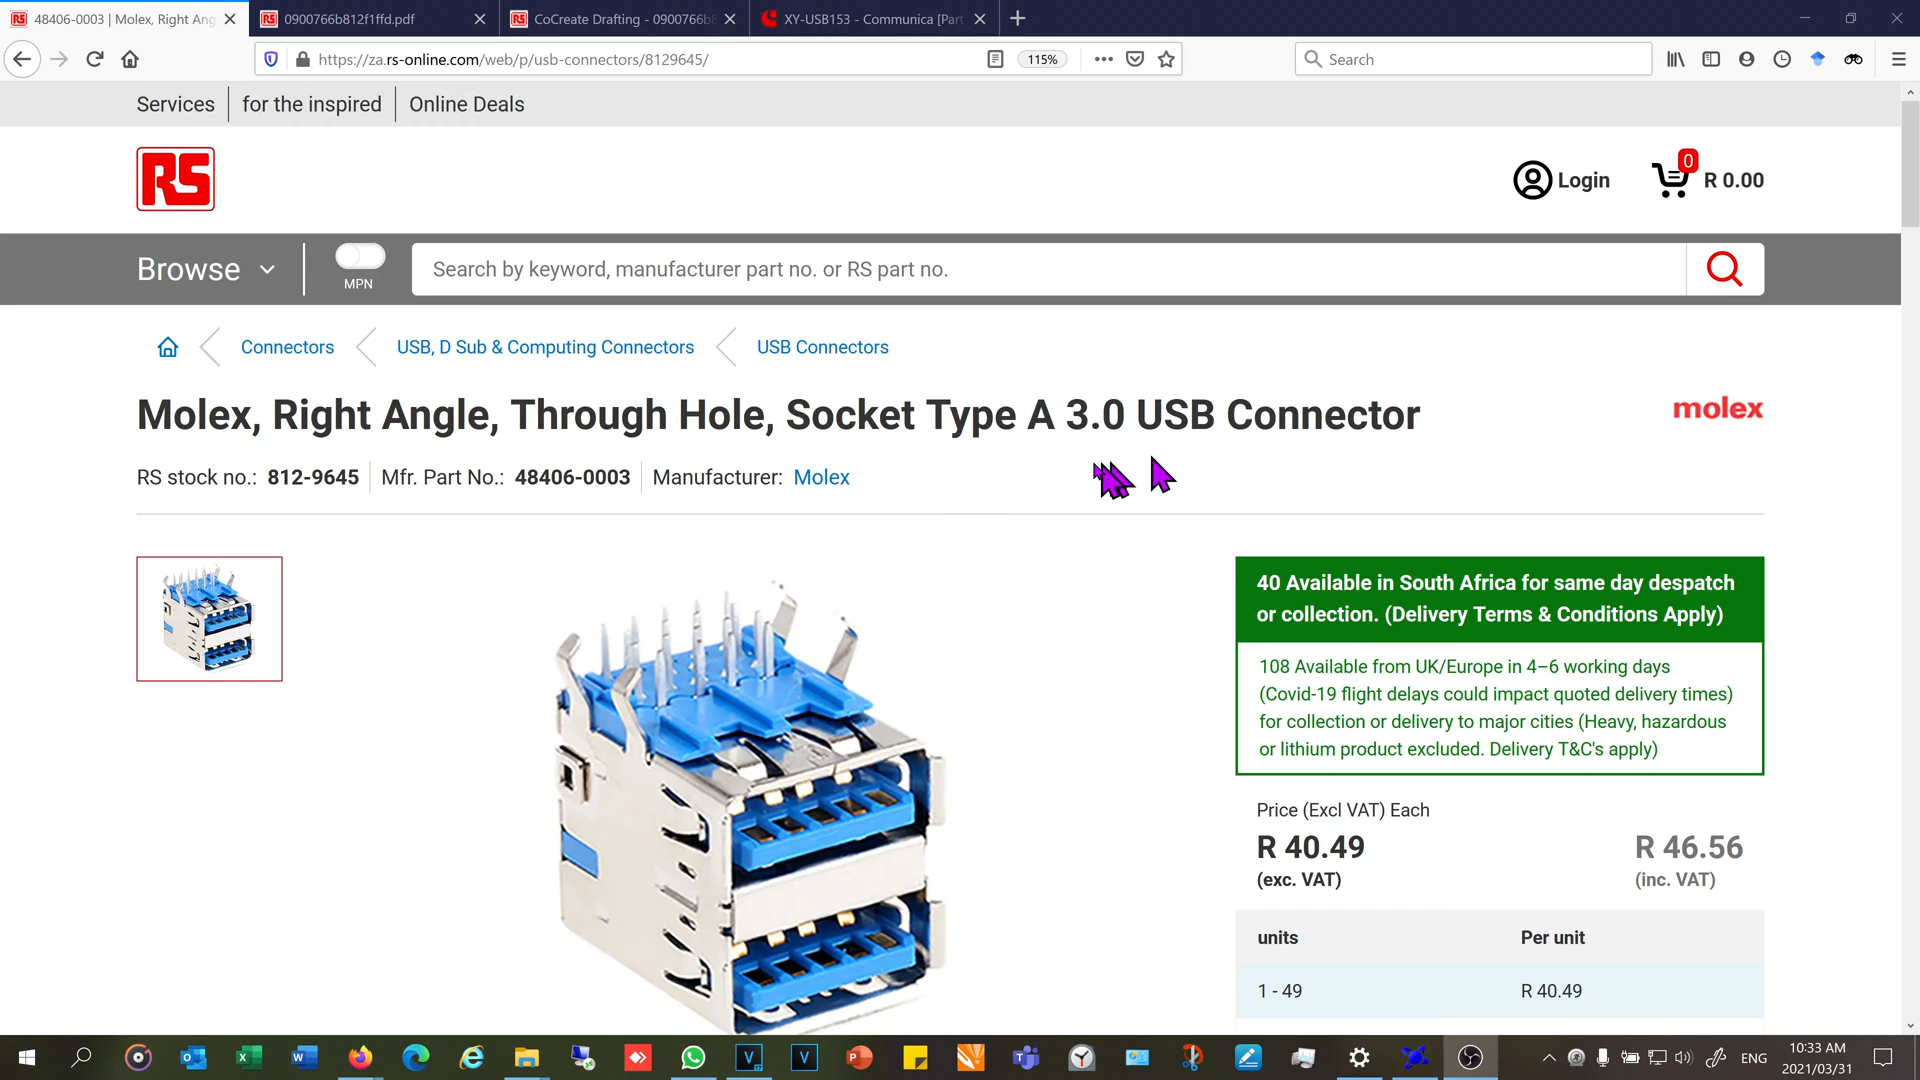 48406-0003 | Molex, Right Ang
0900766b812f1ffd.pdf
CoCreate Drafting - 0900766b8
XY-USB153 - Communica [Part
https://za.rs-online.com/web/p/usb-connectors/8129645/
115%
Search
Services
for the inspired
Online Deals
RS
Login
0
R 0.00
Browse
MPN
Search by keyword, manufacturer part no. or RS part no.
Connectors
USB, D Sub & Computing Connectors
USB Connectors
Molex, Right Angle, Through Hole, Socket Type A 3.0 USB Connector
molex
RS stock no.: 812-9645
Mfr. Part No.: 48406-0003
Manufacturer: Molex
40 Available in South Africa for same day despatch
or collection. (Delivery Terms & Conditions Apply)
108 Available from UK/Europe in 4–6 working days
(Covid-19 flight delays could impact quoted delivery times)
for collection or delivery to major cities (Heavy, hazardous
or lithium product excluded. Delivery T&C's apply)
Price (Excl VAT) Each
R 40.49
R 46.56
(exc. VAT)
(inc. VAT)
units
Per unit
1 - 49
R 40.49
ENG
10:33 AM
2021/03/31